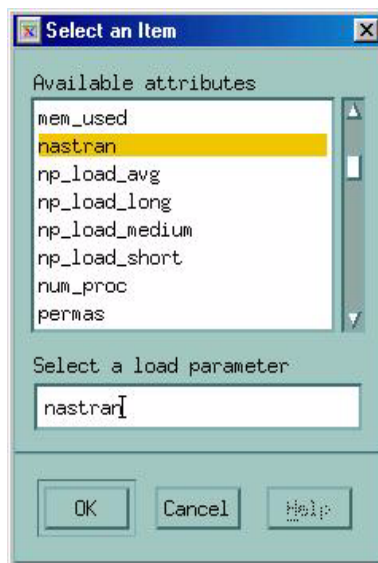 Select an Item
Available attributes
mem_used
nastran
np_load_avg
np_load_long
np_load_medium
np_load_short
num_proc
permas
Select a load parameter
nastran
OK Cancel Help